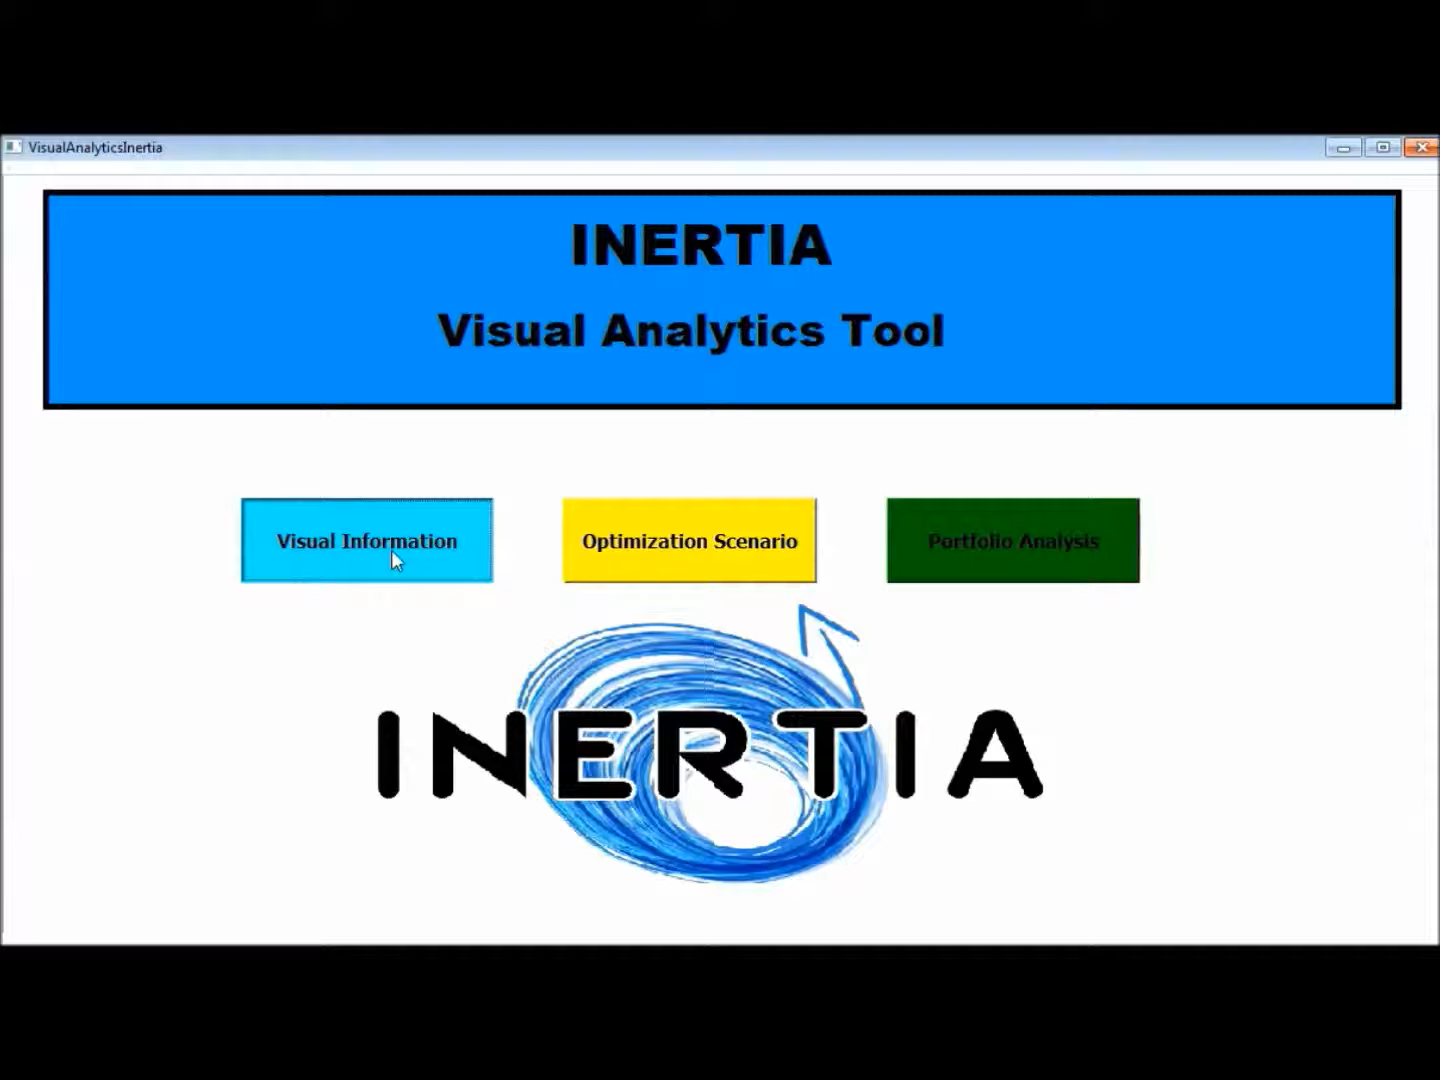 VisualAnalyticsInertia
INERTIA
Visual Analytics Tool
Visual Information
Optimization Scenario
Portfolio Analysis
INERTIA